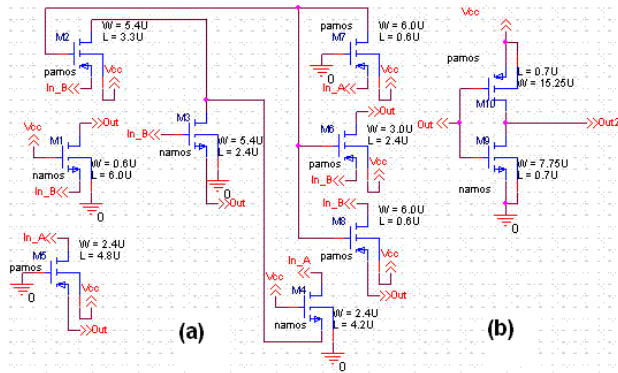 M2
W = 5.4U
L = 3.3U
pamos
Vcc
In_B
Vcc
Out
M1
W = 0.6U
L = 6.0U
namos
In_B
0
In_A
W = 2.4U
L = 4.8U
M5
pamos
0
Vcc
Out
(a)
M3
In_B
W = 5.4U
L = 2.4U
namos
0
Out
pamos
W = 6.0U
L = 0.6U
M7
0
In_A
Vcc
Out
M6
W = 3.0U
L = 2.4U
pamos
In_B
Vcc
In_B
W = 6.0U
L = 0.6U
M8
pamos
Vcc
Out
In_A
Vcc
M4
W = 2.4U
L = 4.2U
namos
0
(b)
Vcc
pamos
L = 0.7U
W = 15.25U
M10
Out
Out2
M9
W = 7.75U
L = 0.7U
namos
0